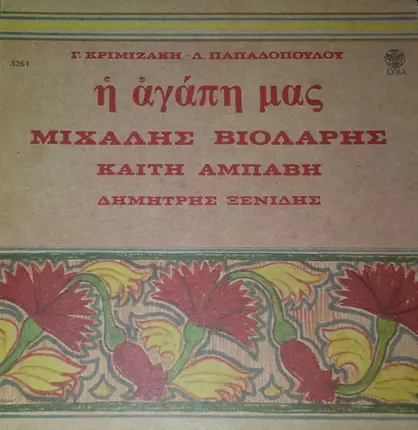 Γ. ΚΡΙΜΙΖΑΚΗ - Λ. ΠΑΠΑΔΟΠΟΥΛΟΥ
3261
LYRA
ἡ ἀγάπη μας
ΜΙΧΑΛΗΣ ΒΙΟΛΑΡΗΣ
ΚΑΙΤΗ ΑΜΠΑΒΗ
ΔΗΜΗΤΡΗΣ ΞΕΝΙΔΗΣ